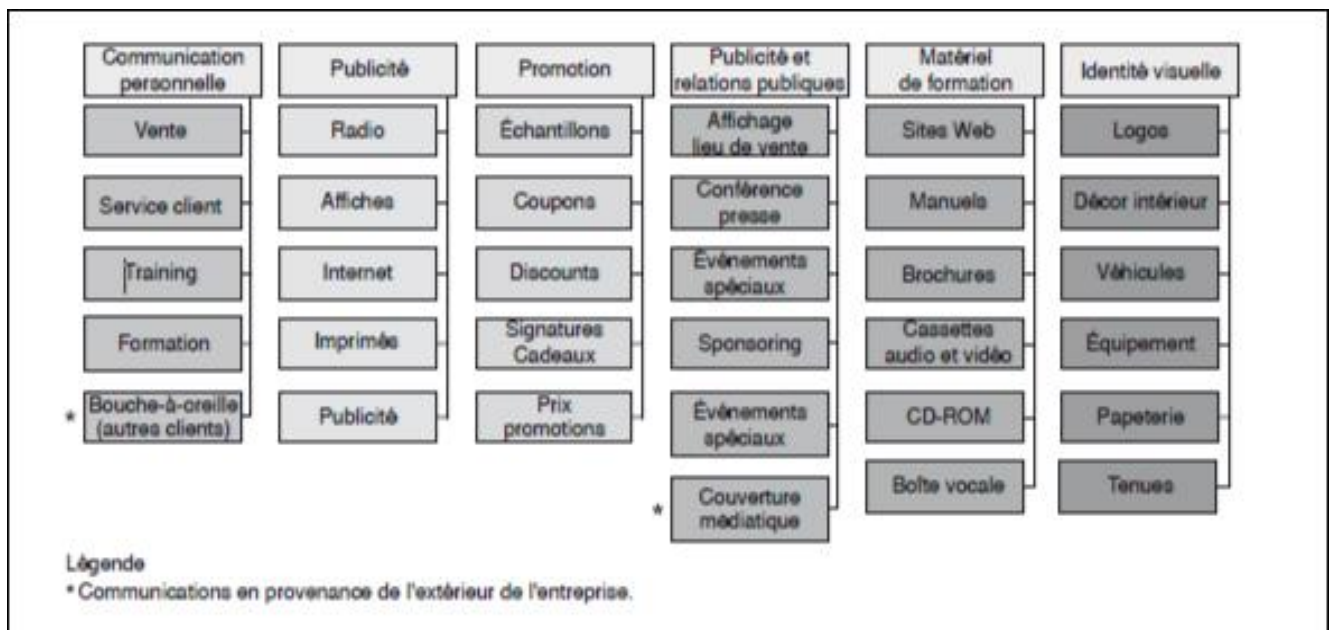 Communication
personnelle
Vente
Service client
Training
Formation
* Bouche-à-oreille
(autres clients)
Publicité
Radio
Affiches
Internet
Imprimés
Publicité
Promotion
Échantillons
Coupons
Discounts
Signatures
Cadeaux
Prix
promotions
Publicité et
relations publiques
Affichage
lieu de vente
Conférence
presse
Événements
spéciaux
Sponsoring
Événements
spéciaux
* Couverture
médiatique
Matériel
de formation
Sites Web
Manuels
Brochures
Cassettes
audio et vidéo
CD-ROM
Boîte vocale
Identité visuelle
Logos
Décor intérieur
Véhicules
Équipement
Papeterie
Tenues
Légende
* Communications en provenance de l'extérieur de l'entreprise.